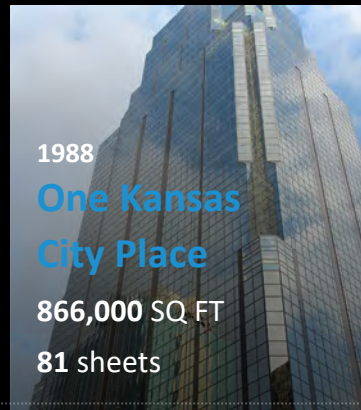 1988
One Kansas
City Place
866,000 SQ FT
81 sheets